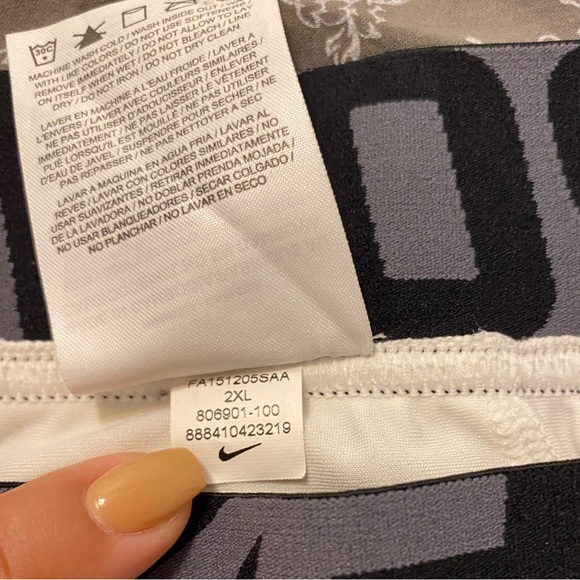 30C
MACHINE WASH COLD / WASH INSIDE OUT
WITH LIKE COLORS / DO NOT USE SOFTENERS
REMOVE IMMEDIATELY / DO NOT ALLOW TO LAY
ON ITSELF WHEN WET / DO NOT BLEACH / LINE
DRY / DO NOT IRON / DO NOT DRY CLEAN
LAVER EN MACHINE À L'EAU FROIDE / LAVER À
L'ENVERS / LAVER AVEC COULEURS SIMILAIRES /
NE PAS UTILISER D'ADOUCISSEUR / ENLEVER
IMMÉDIATEMENT / NE PAS LAISSER LE VÊTEMENT
PLIÉ LORSQU'IL EST MOUILLÉ / NE PAS UTILISER
D'EAU DE JAVEL / SUSPENDRE POUR SÉCHER / NE
PAS REPASSER / NE PAS NETTOYER À SEC
LAVAR A MAQUINA EN AGUA FRIA / LAVAR AL
REVES / LAVAR CON COLORES SIMILARES / NO
USAR SUAVIZANTES / RETIRAR INMEDIATAMENTE
DE LA LAVADORA / NO DOBLAR PRENDA MOJADA /
NO USAR BLANQUEADORES / SECAR COLGADO /
NO PLANCHAR / NO LAVAR EN SECO
FA151205SAA
2XL
806901-100
888410423219